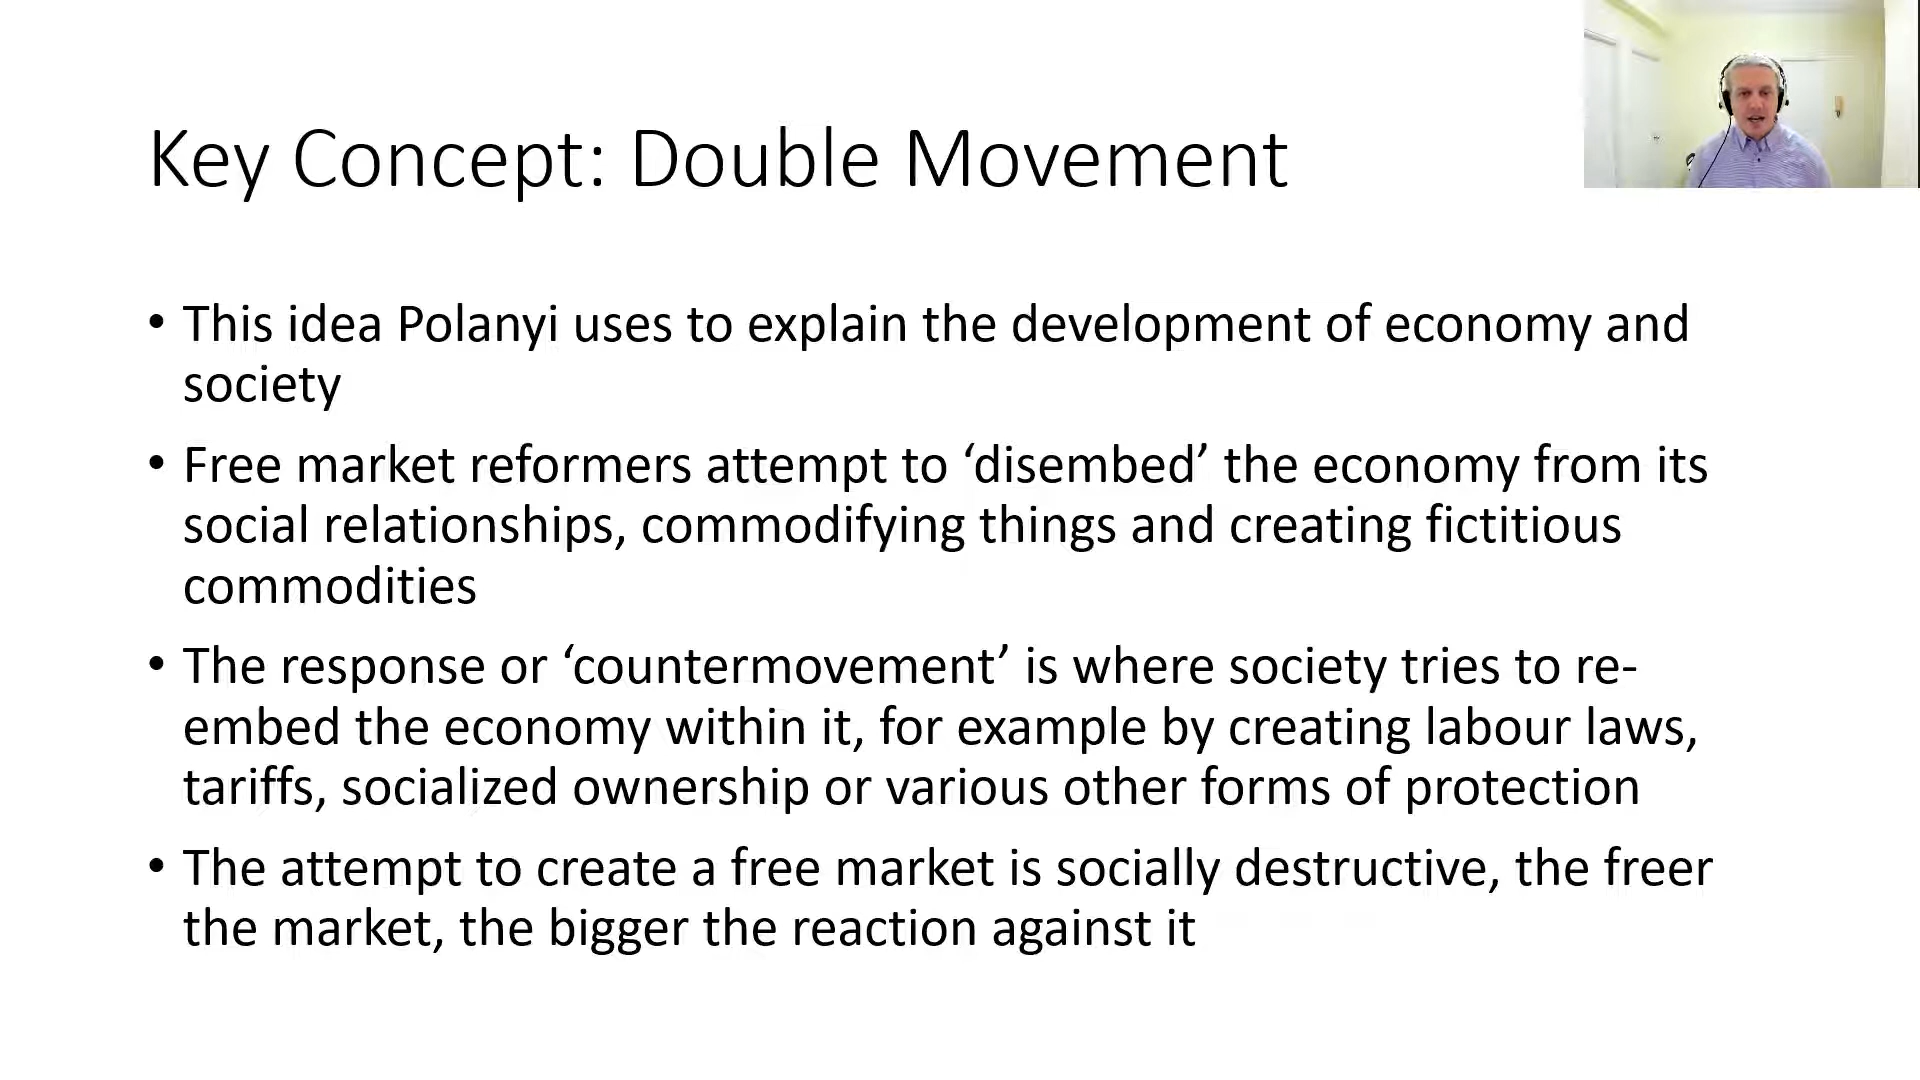 Key Concept: Double Movement
• This idea Polanyi uses to explain the development of economy and
society
• Free market reformers attempt to ‘disembed’ the economy from its
social relationships, commodifying things and creating fictitious
commodities
• The response or ‘countermovement’ is where society tries to re-
embed the economy within it, for example by creating labour laws,
tariffs, socialized ownership or various other forms of protection
• The attempt to create a free market is socially destructive, the freer
the market, the bigger the reaction against it